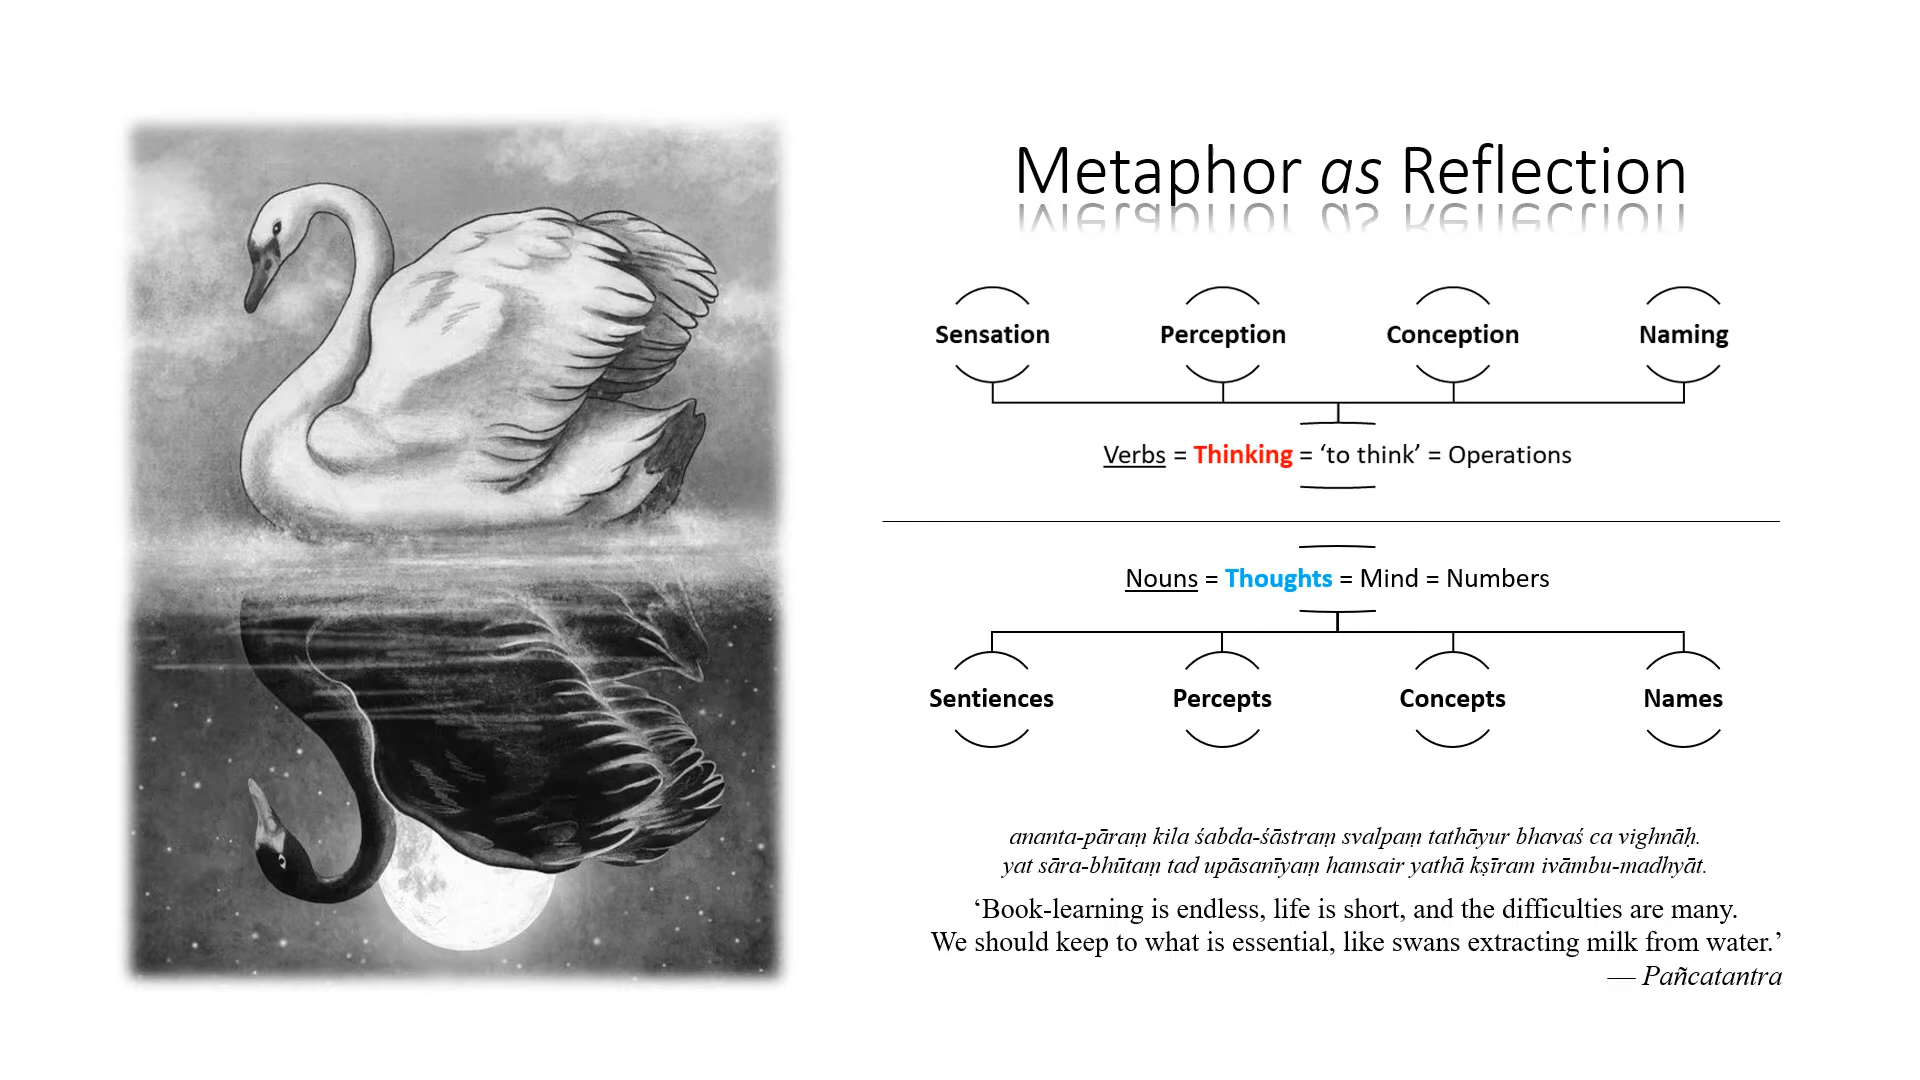 Metaphor as Reflection
Sensation Perception Conception Naming
Verbs = Thinking = ‘to think’ = Operations
Nouns = Thoughts = Mind = Numbers
Sentiences Percepts Concepts Names
ananta-pāraṃ kila śabda-śāstraṃ svalpaṃ tathāyur bhavaś ca vighnāḥ.
yat sāra-bhūtaṃ tad upāsanīyaṃ hamsair yathā kṣīram ivāmbu-madhyāt.
‘Book-learning is endless, life is short, and the difficulties are many.
We should keep to what is essential, like swans extracting milk from water.’
— Pañcatantra